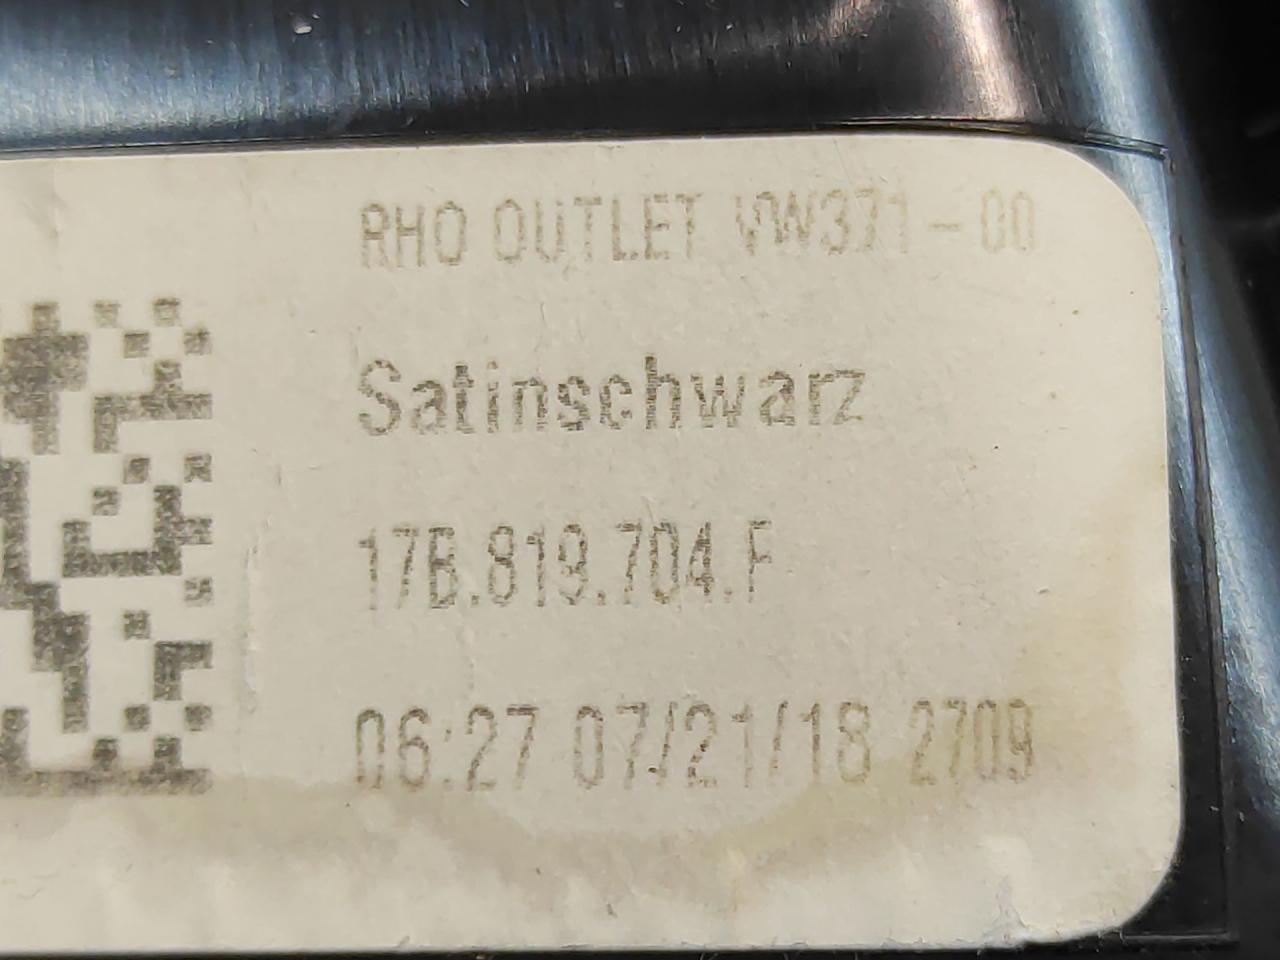 RHO OUTLET VW371-00
Satinschwarz
17B.819.704.F
06:27 07/21/18 2709